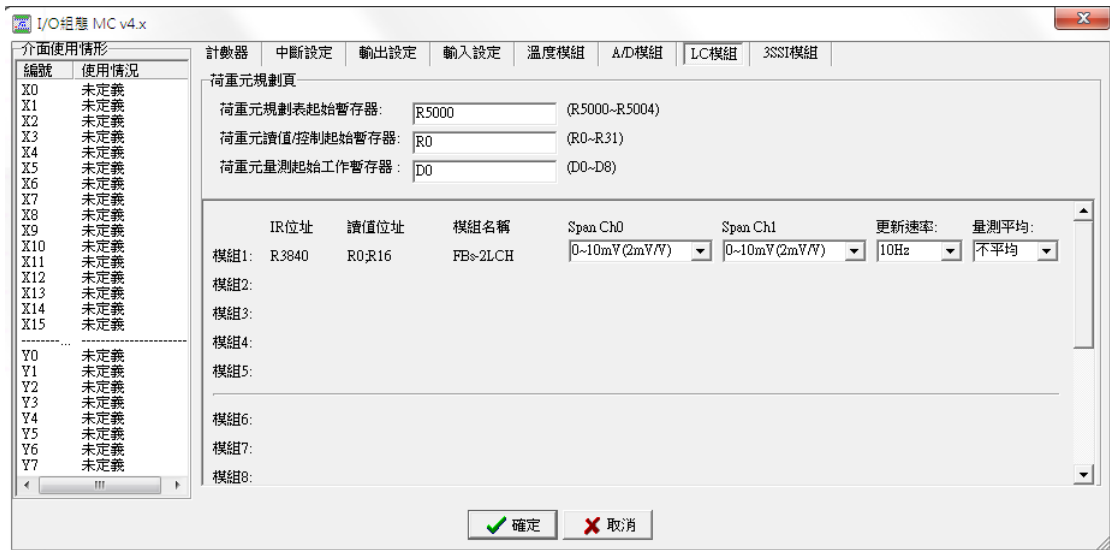 I/O組態 MC v4.x
介面使用情形
編號 使用情況
X0 未定義
X1 未定義
X2 未定義
X3 未定義
X4 未定義
X5 未定義
X6 未定義
X7 未定義
X8 未定義
X9 未定義
X10 未定義
X11 未定義
X12 未定義
X13 未定義
X14 未定義
X15 未定義
--------... --------------------
Y0 未定義
Y1 未定義
Y2 未定義
Y3 未定義
Y4 未定義
Y5 未定義
Y6 未定義
Y7 未定義
計數器 中斷設定 輸出設定 輸入設定 溫度模組 A/D模組 LC模組 3SSI模組
荷重元規劃頁
荷重元規劃表起始暫存器: R5000 (R5000~R5004)
荷重元讀值/控制起始暫存器: R0 (R0~R31)
荷重元量測起始工作暫存器 : D0 (D0~D8)
IR位址 讀值位址 模組名稱 Span Ch0 Span Ch1 更新速率: 量測平均:
模組1: R3840 R0;R16 FBs-2LCH 0~10mV(2mV/V) 0~10mV(2mV/V) 10Hz 不平均
模組2:
模組3:
模組4:
模組5:
模組6:
模組7:
模組8:
確定 取消